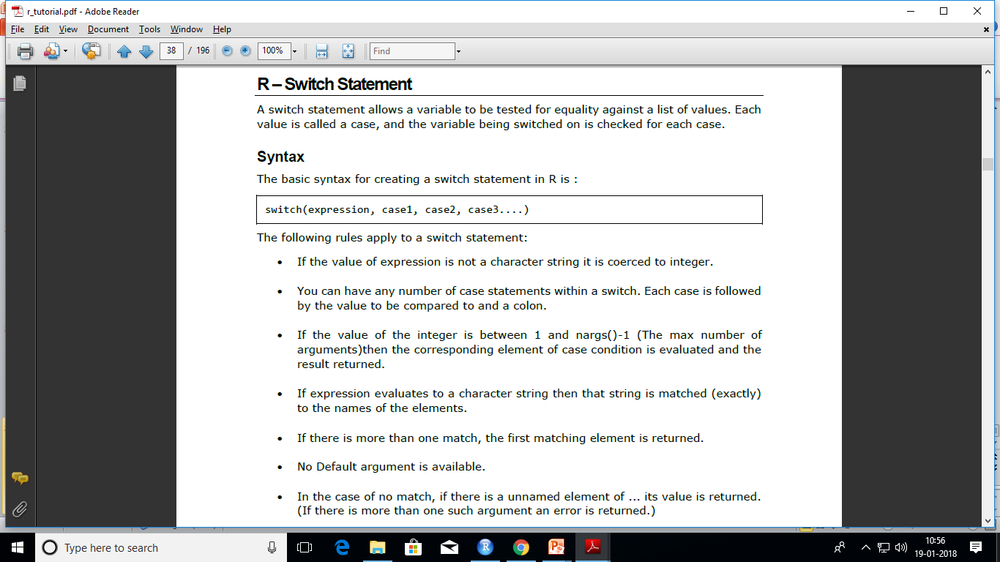 r_tutorial.pdf - Adobe Reader
File Edit View Document Tools Window Help
38 / 196 100% Find
R – Switch Statement
A switch statement allows a variable to be tested for equality against a list of values. Each
value is called a case, and the variable being switched on is checked for each case.
Syntax
The basic syntax for creating a switch statement in R is :
switch(expression, case1, case2, case3....)
The following rules apply to a switch statement:
• If the value of expression is not a character string it is coerced to integer.
• You can have any number of case statements within a switch. Each case is followed
by the value to be compared to and a colon.
• If the value of the integer is between 1 and nargs()-1 (The max number of
arguments)then the corresponding element of case condition is evaluated and the
result returned.
• If expression evaluates to a character string then that string is matched (exactly)
to the names of the elements.
• If there is more than one match, the first matching element is returned.
• No Default argument is available.
• In the case of no match, if there is a unnamed element of ... its value is returned.
(If there is more than one such argument an error is returned.)
Type here to search
10:56
19-01-2018